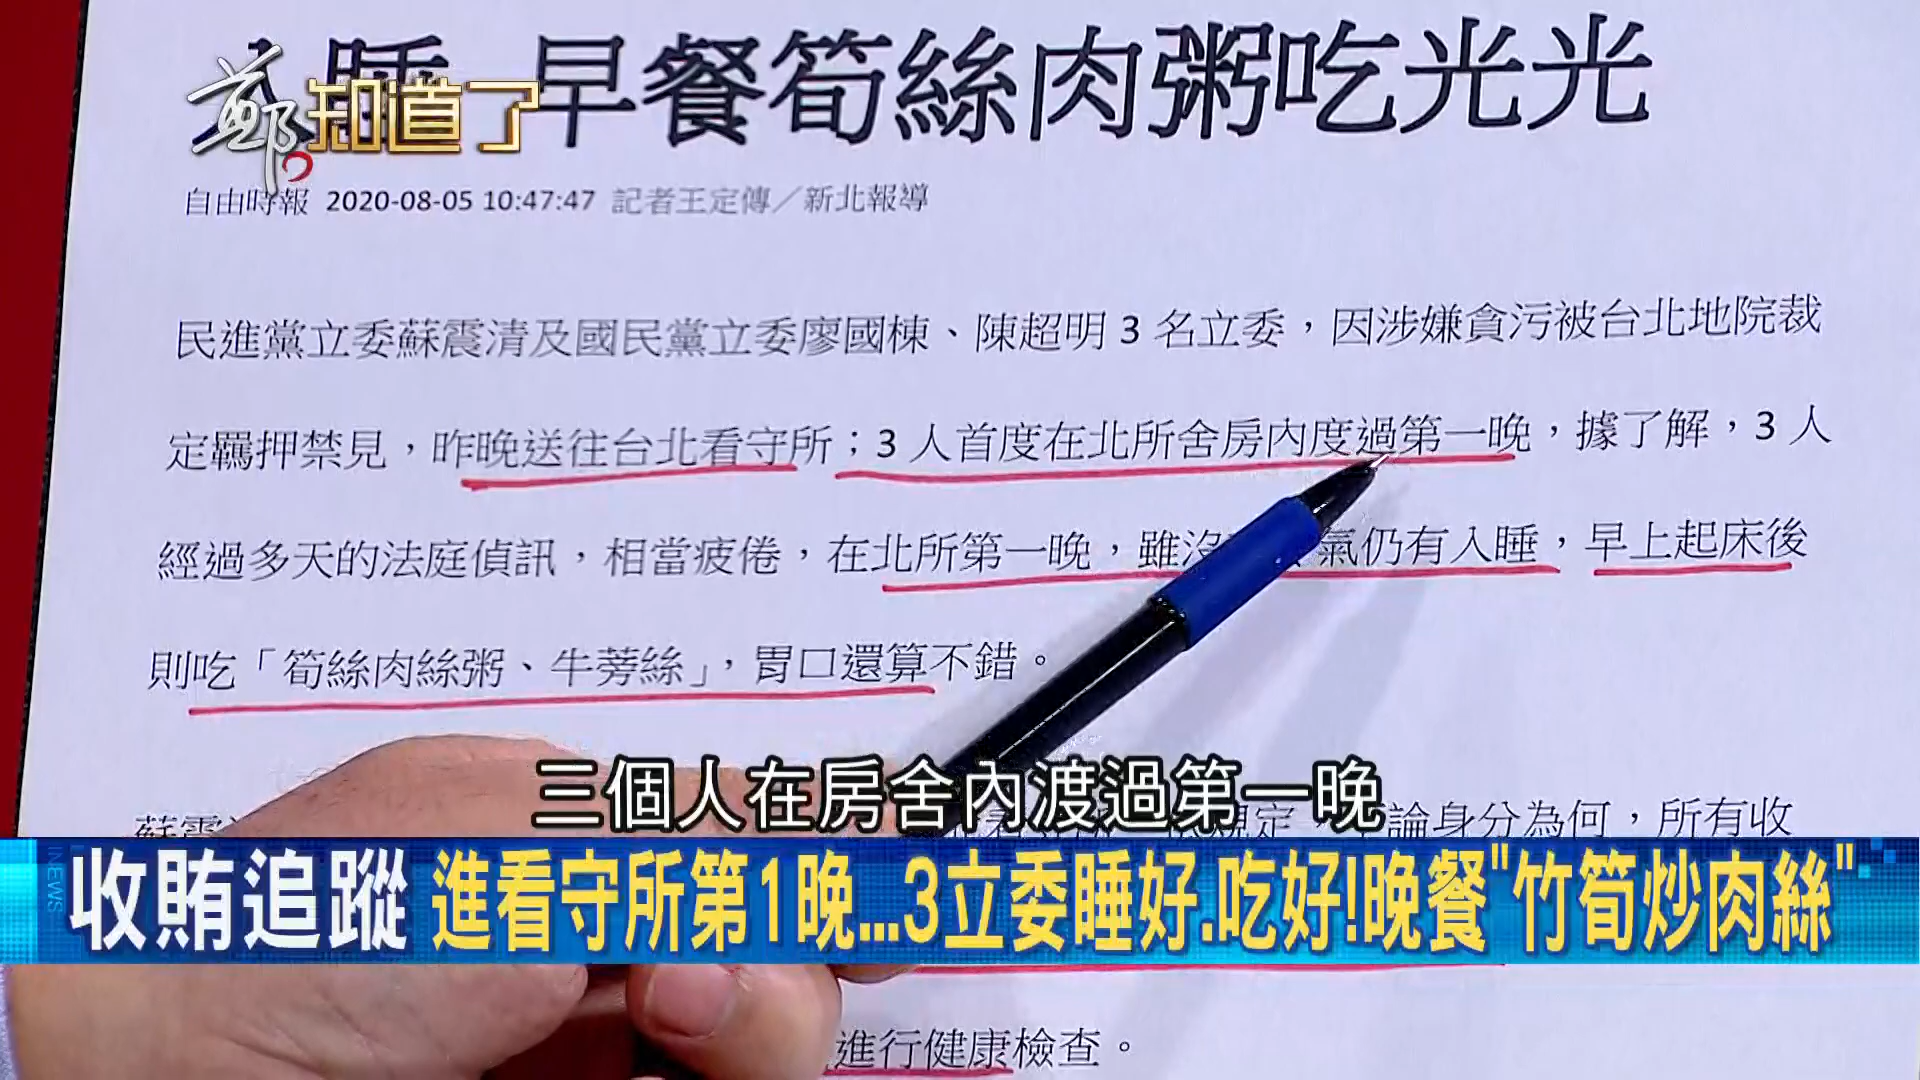 入睡 早餐筍絲肉粥吃光光
鄭知道了
自由時報 2020-08-05 10:47:47 記者王定傳／新北報導
民進黨立委蘇震清及國民黨立委廖國棟、陳超明 3 名立委，因涉嫌貪污被台北地院裁
定羈押禁見，昨晚送往台北看守所；3 人首度在北所舍房內度過第一晚，據了解，3 人
經過多天的法庭偵訊，相當疲倦，在北所第一晚，雖沒 氣仍有入睡，早上起床後
則吃「筍絲肉絲粥、牛蒡絲」，胃口還算不錯。
三個人在房舍內渡過第一晚
蘇震 規定， 論身分為何，所有收
INEWS
收賄追蹤 進看守所第1晚...3立委睡好.吃好!晚餐"竹筍炒肉絲"
進行健康檢查。